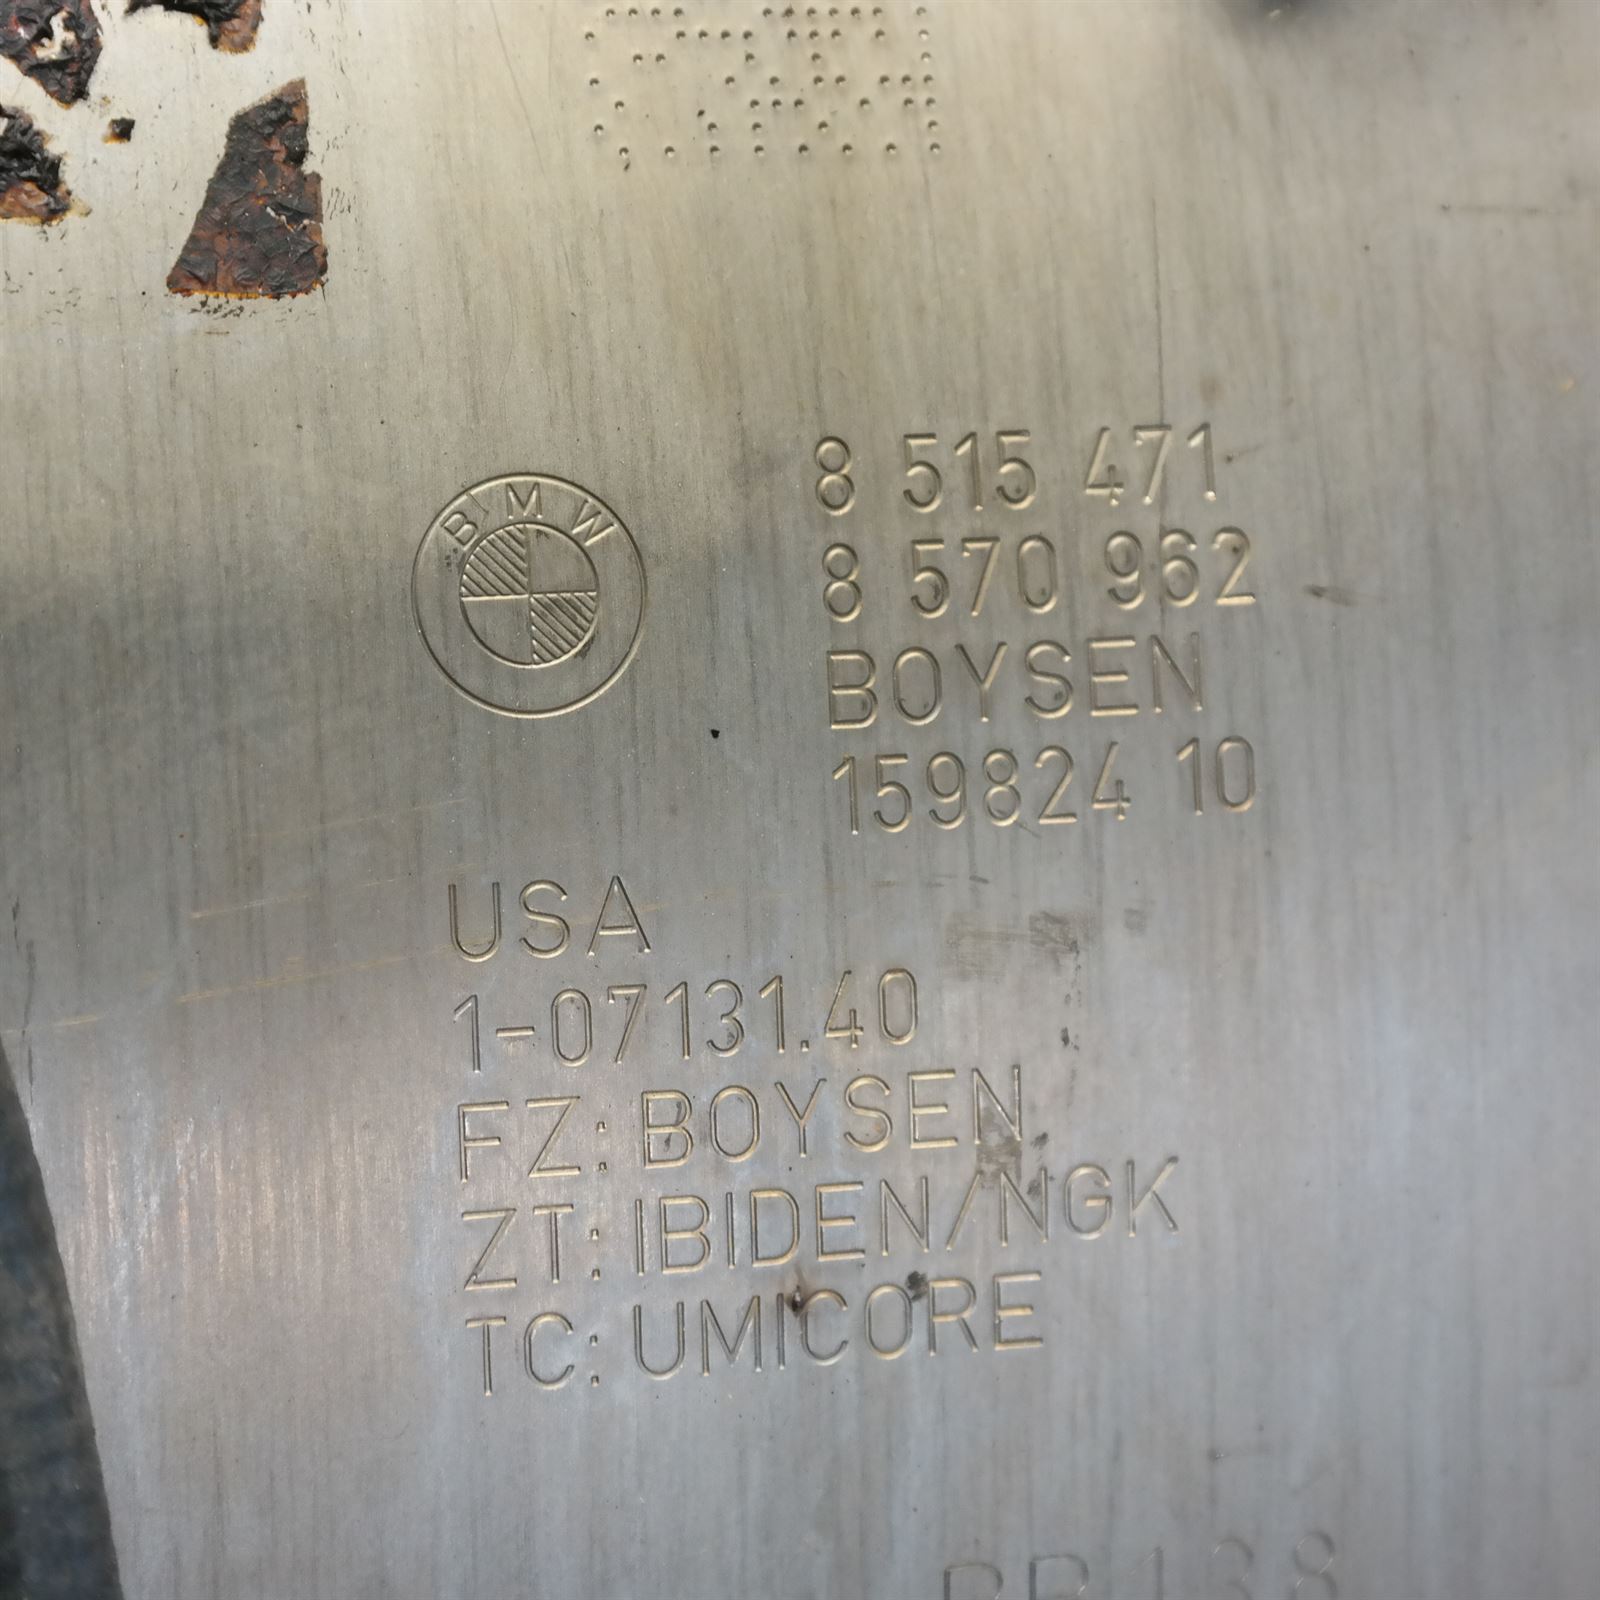 BMW
8 515 471
8 570 962
BOYSEN
159824 10
USA
1-07131.40
FZ: BOYSEN
ZT: IBIDEN/NGK
TC: UMICORE